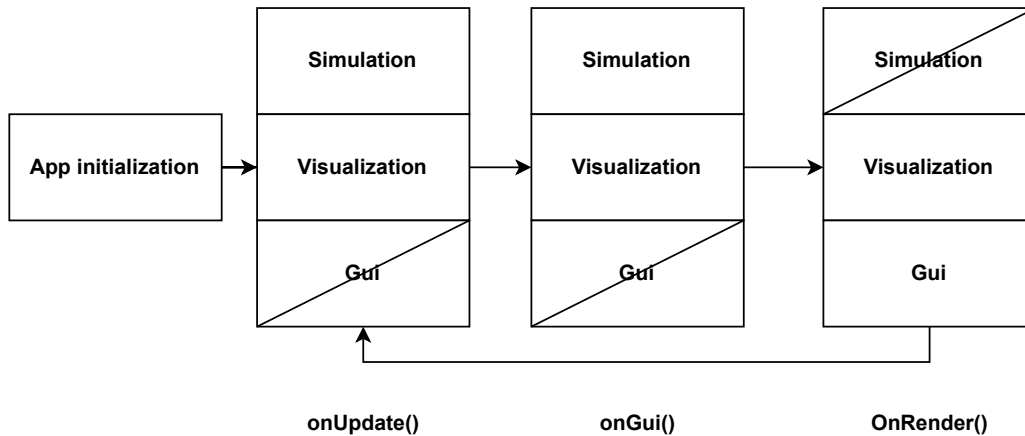 Simulation
Simulation
Simulation
App initialization
Visualization
Visualization
Visualization
Gui
Gui
Gui
onUpdate()
onGui()
OnRender()